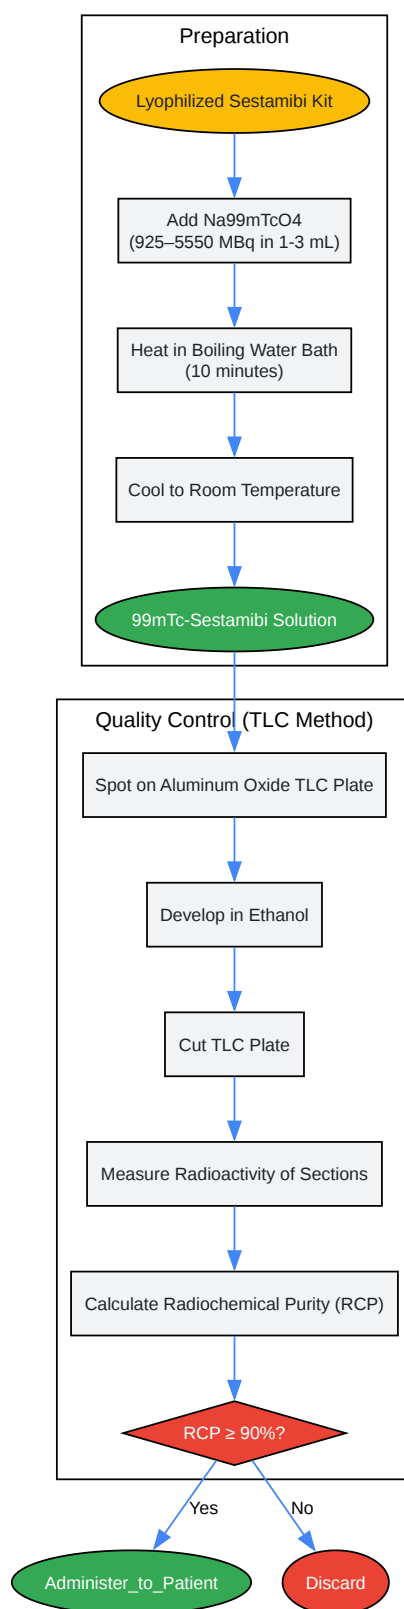 Preparation
Lyophilized Sestamibi Kit
Add Na99mTcO4
(925–5550 MBq in 1-3 mL)
Heat in Boiling Water Bath
(10 minutes)
Cool to Room Temperature
99mTc-Sestamibi Solution
Quality Control (TLC Method)
Spot on Aluminum Oxide TLC Plate
Develop in Ethanol
Cut TLC Plate
Measure Radioactivity of Sections
Calculate Radiochemical Purity (RCP)
RCP ≥ 90%?
Yes
No
Administer_to_Patient
Discard